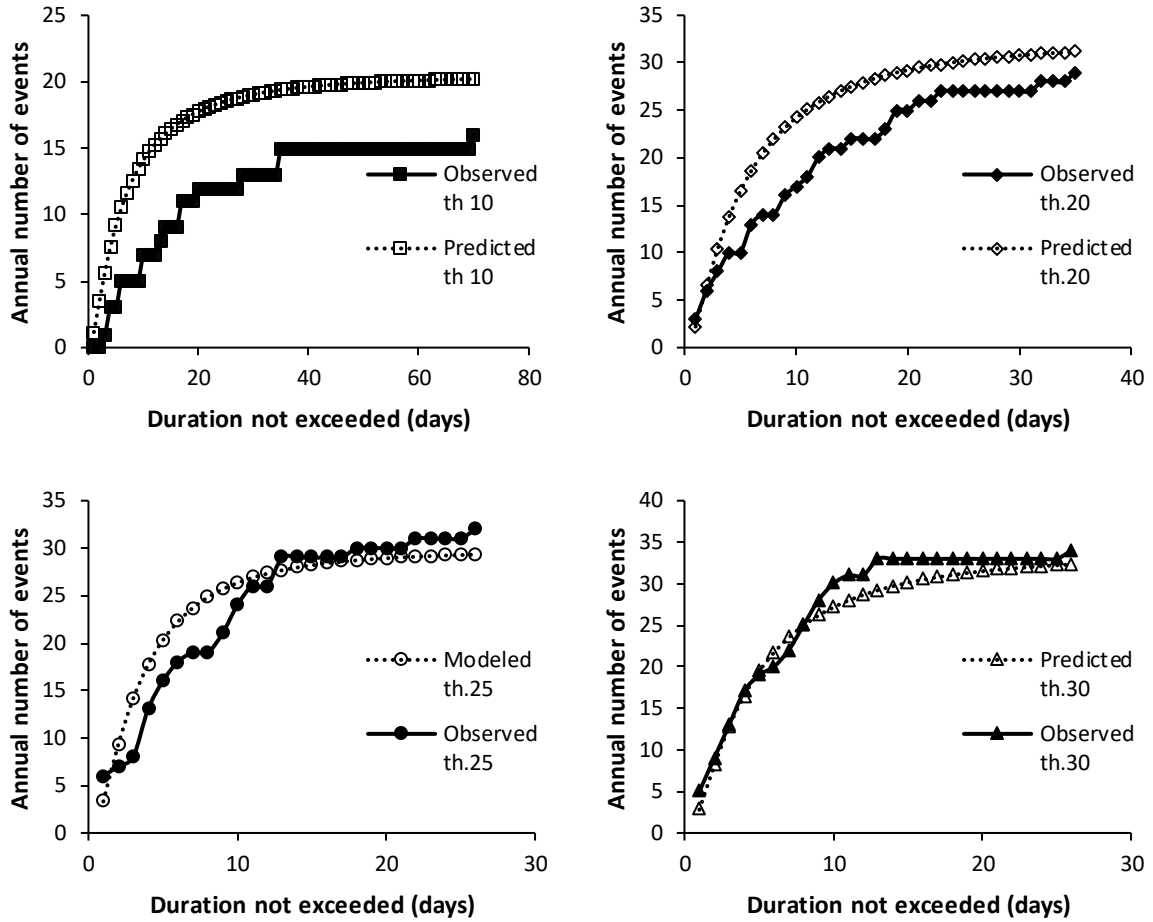 25
20
15
10
5
0
0 20 40 60 80
Annual number of events
Duration not exceeded (days)
Observed
th 10
Predicted
th 10
35
30
25
20
15
10
5
0
0 10 20 30 40
Annual number of events
Duration not exceeded (days)
Observed
th.20
Predicted
th.20
35
30
25
20
15
10
5
0
0 10 20 30
Annual number of events
Duration not exceeded (days)
Modeled
th.25
Observed
th.25
40
35
30
25
20
15
10
5
0
0 10 20 30
Annual number of events
Duration not exceeded (days)
Predicted
th.30
Observed
th.30